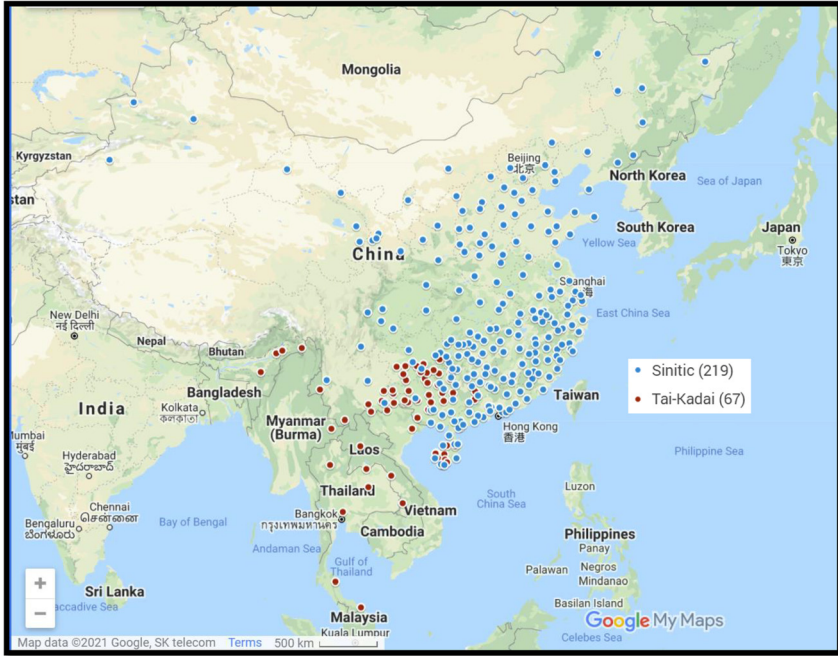 Mongolia
Kyrgyzstan
stan
Beijing
北京
North Korea
Sea of Japan
South Korea
Japan
Tokyo
東京
Yellow Sea
China
Shanghai
海
East China Sea
New Delhi
नई दिल्ली
Nepal
Bhutan
Bangladesh
India
Kolkata
কলকাতা
Sinitic (219)
Tai-Kadai (67)
Taiwan
Hong Kong
香港
Myanmar
(Burma)
Laos
umbai
मुंबई
Hyderabad
హైదరాబాద్
Philippine Sea
Thailand
Vietnam
South
China Sea
Luzon
Chennai
சென்னை
Bengaluru
ಬೆಂಗಳೂರು
Bay of Bengal
Bangkok
กรุงเทพมหานคร
Cambodia
Philippines
Panay
Andaman Sea
Gulf of
Thailand
Palawan
Negros
Mindanao
Sri Lanka
accadive Sea
Basilan Island
Malaysia
Kuala Lumpur
Google My Maps
Celebes Sea
+
−
Map data ©2021 Google, SK telecom Terms 500 km